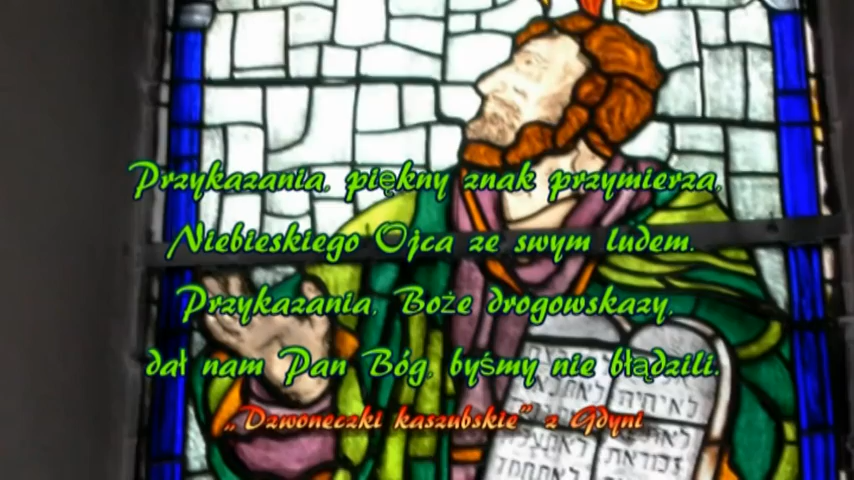 Przykazania, piękny znak przymierza,
Niebieskiego Ojca ze swym ludem.
Przykazania, Boże drogowskazy,
dał nam Pan Bóg, byśmy nie błądzili.
„Dzwoneczki kaszubskie” z Gdyni